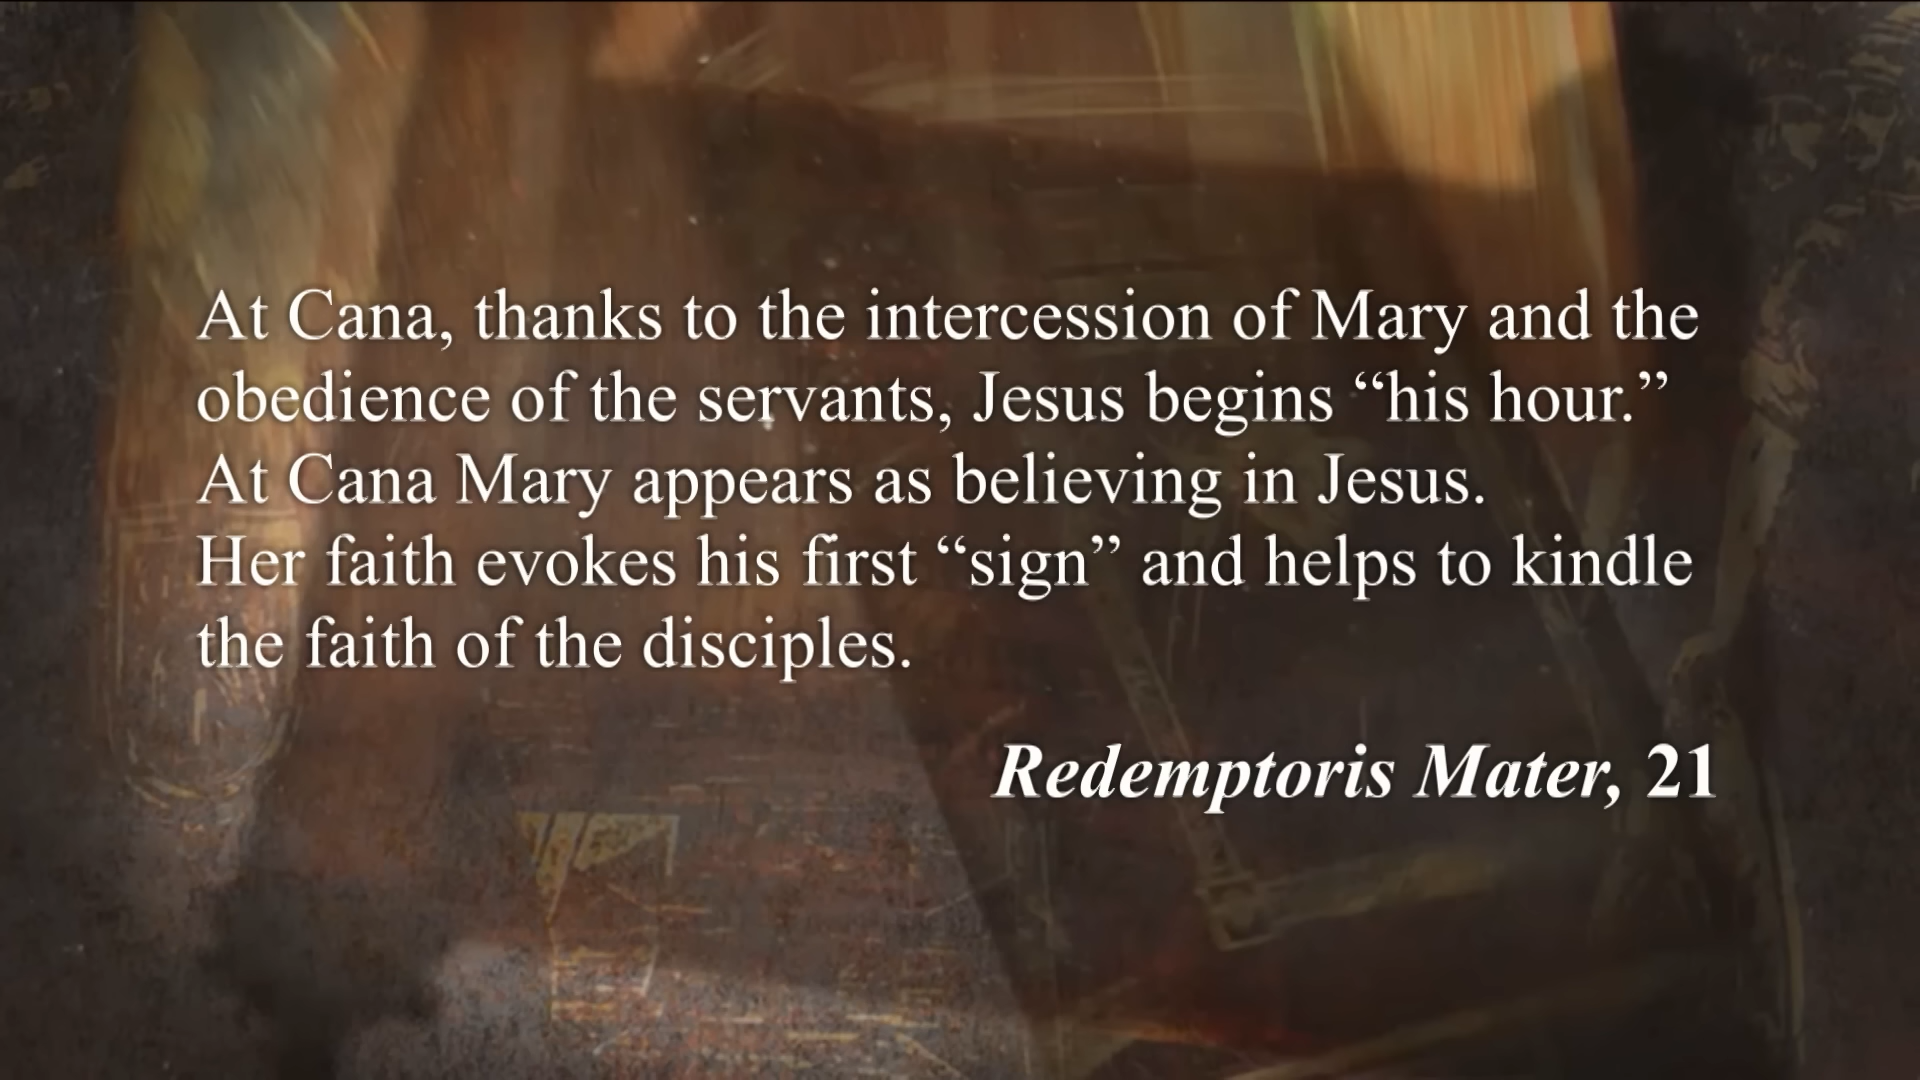 At Cana, thanks to the intercession of Mary and the
obedience of the servants, Jesus begins “his hour.”
At Cana Mary appears as believing in Jesus.
Her faith evokes his first “sign” and helps to kindle
the faith of the disciples.
Redemptoris Mater, 21